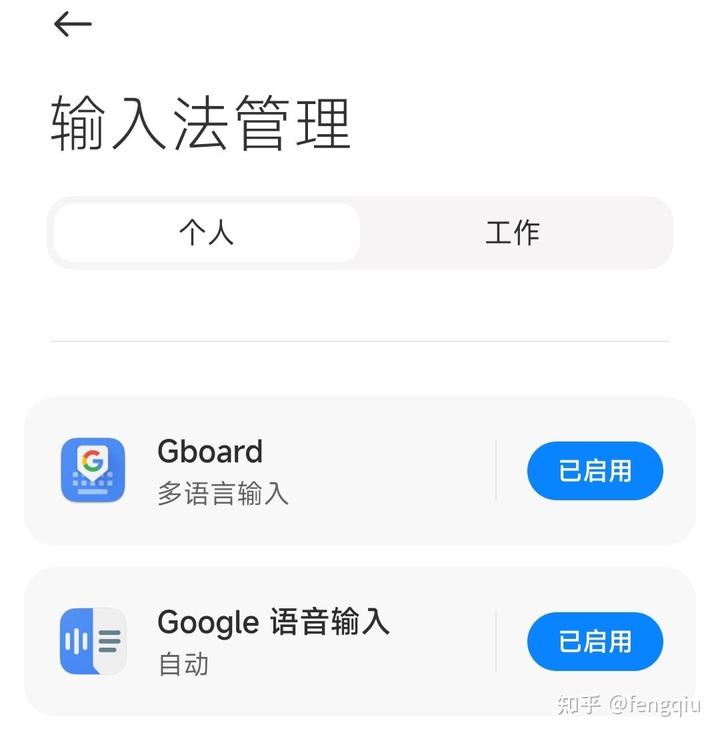 输入法管理
个人
工作
Gboard
多语言输入
已启用
Google 语音输入
自动
已启用
知乎 @fengqiu